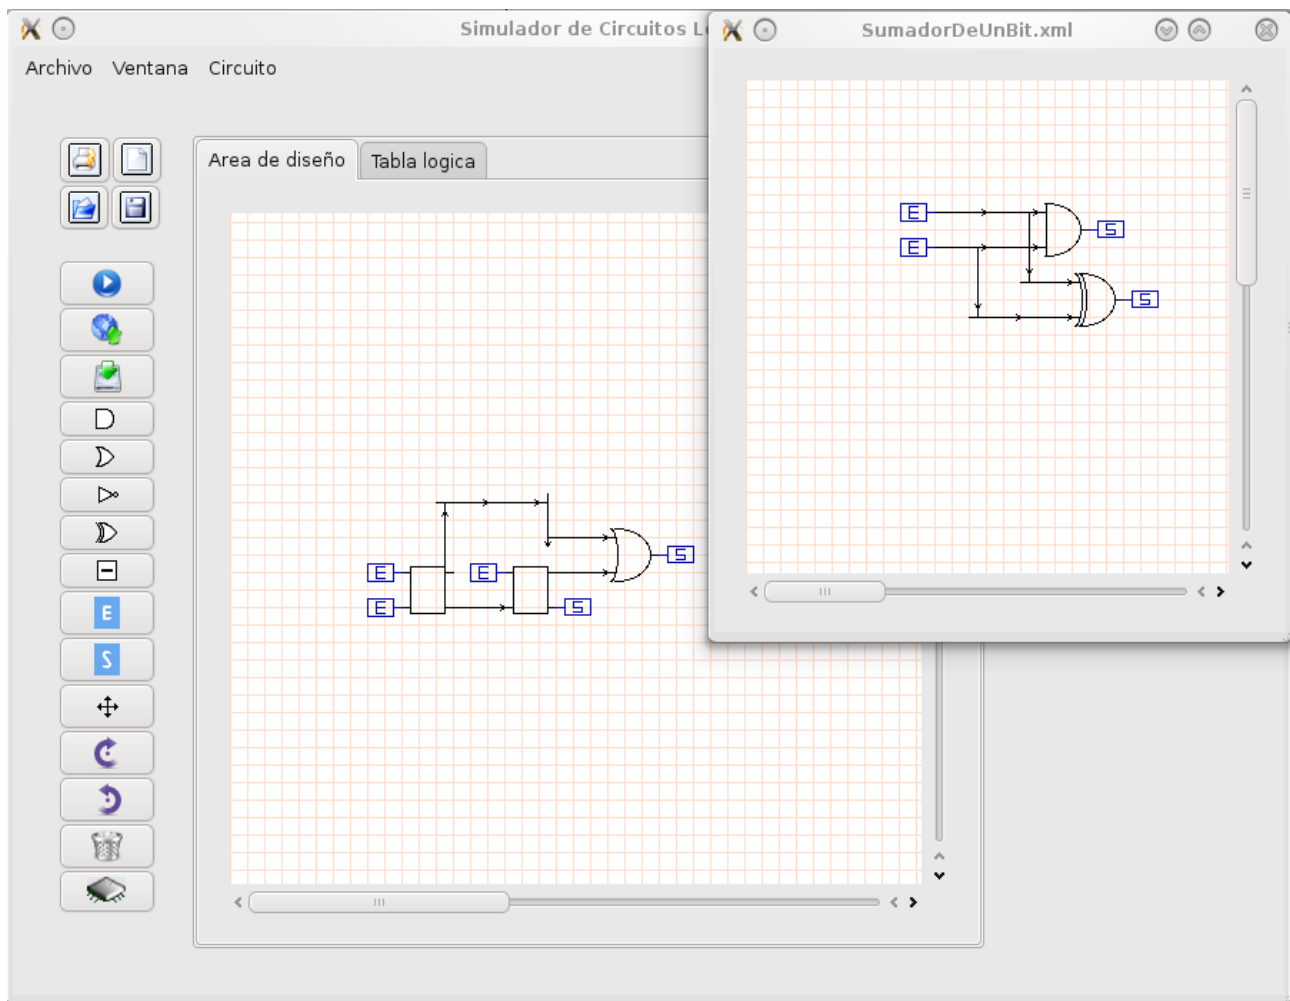 Simulador de Circuitos L
SumadorDeUnBit.xml
Archivo Ventana Circuito
Area de diseño
Tabla logica
E
S
E
S
E
E
S
E
E
S
E
S